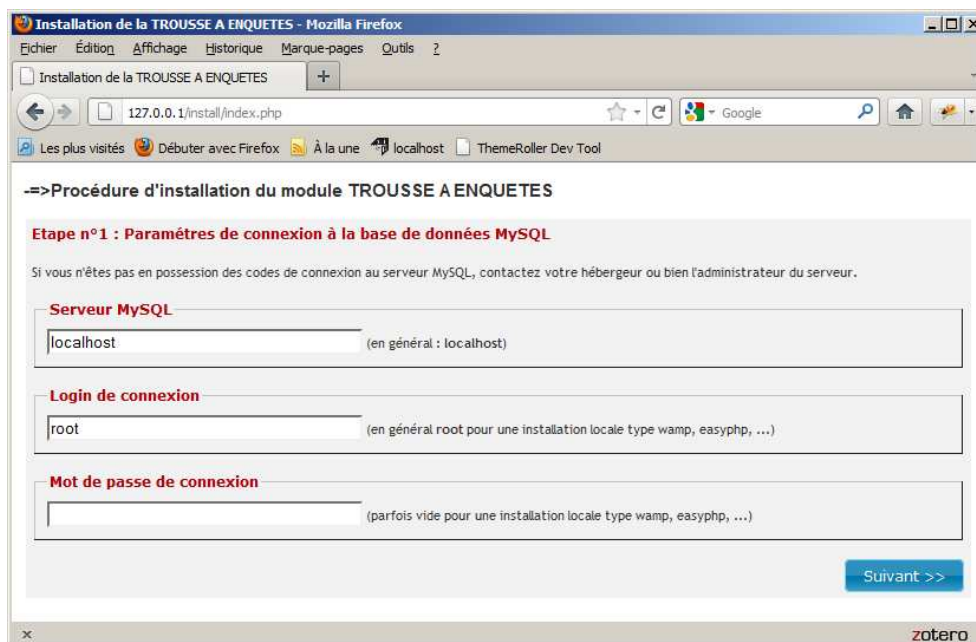 Installation de la TROUSSE A ENQUETES - Mozilla Firefox
Fichier Édition Affichage Historique Marque-pages Outils ?
Installation de la TROUSSE A ENQUETES +
127.0.0.1/install/index.php Google
Les plus visités Débuter avec Firefox À la une localhost ThemeRoller Dev Tool
-=>Procédure d'installation du module TROUSSE A ENQUETES
Etape n°1 : Paramétres de connexion à la base de données MySQL
Si vous n'êtes pas en possession des codes de connexion au serveur MySQL, contactez votre hébergeur ou bien l'administrateur du serveur.
Serveur MySQL
localhost (en général : localhost)
Login de connexion
root (en général root pour une installation locale type wamp, easyphp, ...)
Mot de passe de connexion
(parfois vide pour une installation locale type wamp, easyphp, ...)
Suivant >>
x zotero